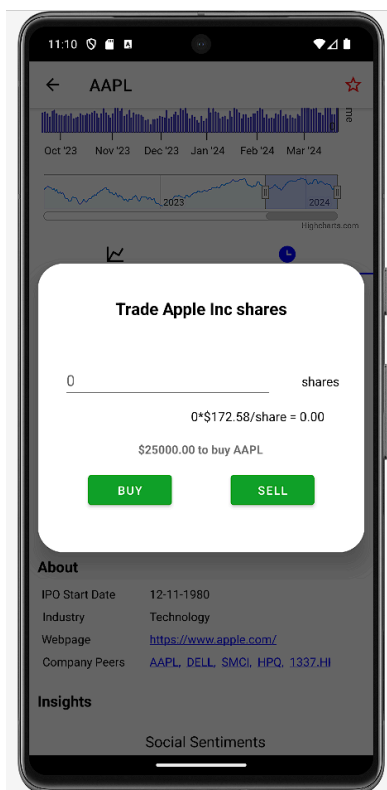 11:10
AAPL
me
Oct '23 Nov '23 Dec '23 Jan '24 Feb '24 Mar '24
2023 2024
Highcharts.com
Trade Apple Inc shares
0 shares
0*$172.58/share = 0.00
$25000.00 to buy AAPL
BUY SELL
About
IPO Start Date 12-11-1980
Industry Technology
Webpage https://www.apple.com/
Company Peers AAPL, DELL, SMCI, HPQ, 1337.HI
Insights
Social Sentiments